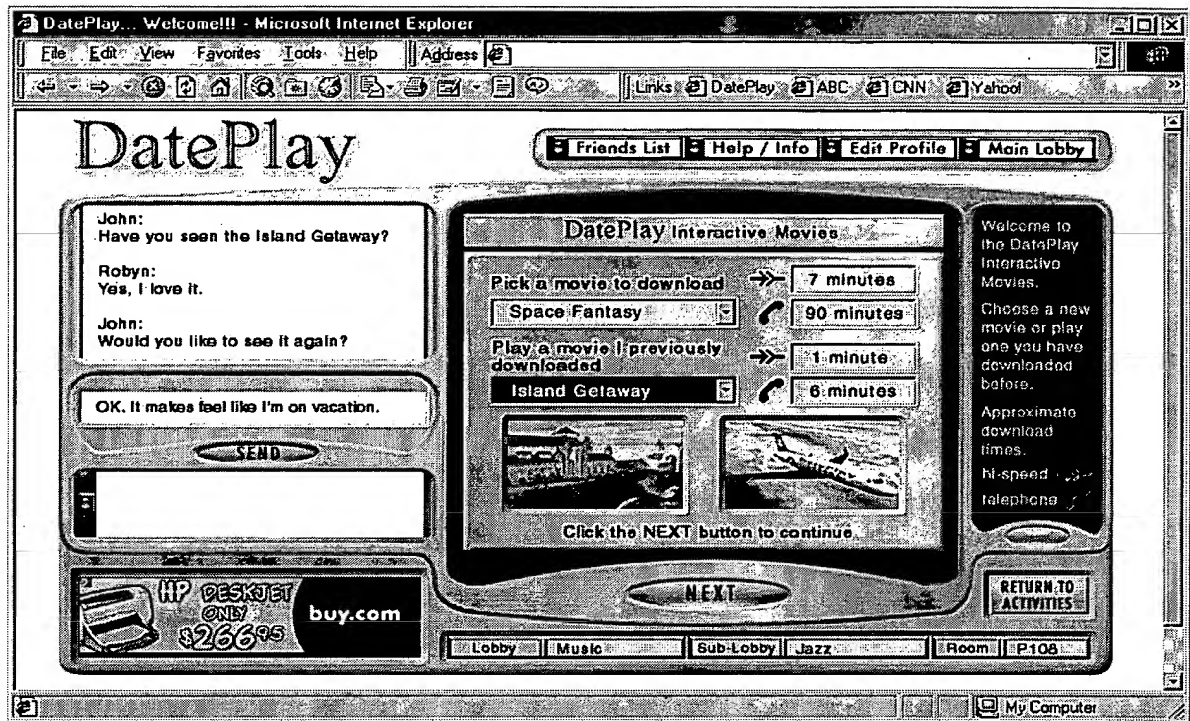 DatePlay... Welcome!!! - Microsoft Internet Explorer
File Edit View Favorites Tools Help Address
Links DatePlay ABC CNN Yahoo!
DatePlay
Friends List Help / Info Edit Profile Main Lobby
John:
Have you seen the Island Getaway?
Robyn:
Yes, I love it.
John:
Would you like to see it again?
OK. It makes feel like I'm on vacation.
SEND
DatePlay Interactive Movies
Pick a movie to download
7 minutes
Space Fantasy
90 minutes
Play a movie I previously
downloaded
1 minute
Island Getaway
6 minutes
Click the NEXT button to continue.
NEXT
Welcome to
the DatePlay
Interactive
Movies.
Choose a new
movie or play
one you have
downloaded
before.
Approximate
download
times.
hi-speed
telephone
RETURN TO
ACTIVITIES
HP DESKJET
ONLY
$266.95
buy.com
Lobby Music Sub-Lobby Jazz Room P108
My Computer